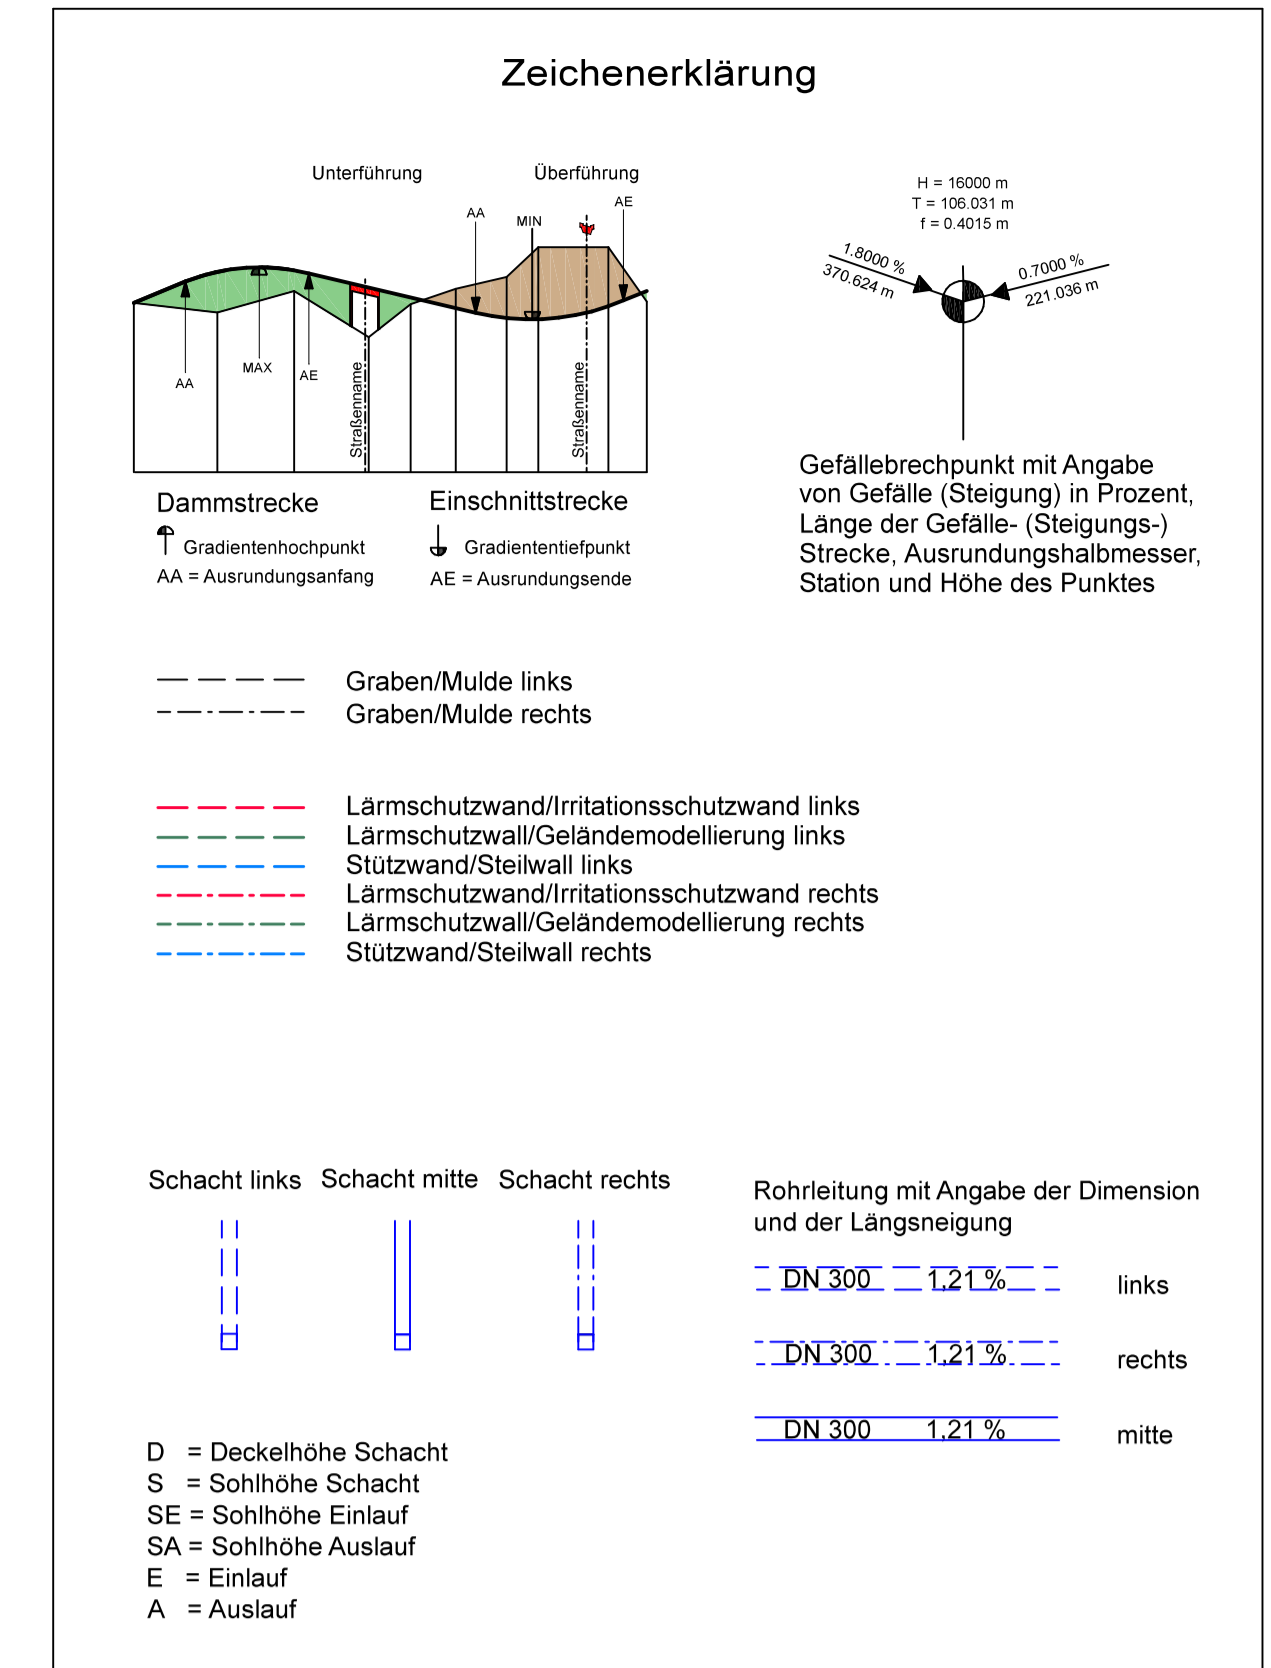 Zeichenerklärung
Unterführung
Überführung
AA
MIN
AE
AA
MAX
AE
Straßenname
Straßenname
H = 16000 m
T = 106.031 m
f = 0.4015 m
1.8000 %
370.624 m
0.7000 %
221.036 m
Dammstrecke
Gradientenhochpunkt
AA = Ausrundungsanfang
Einschnittstrecke
Gradiententiefpunkt
AE = Ausrundungsende
Gefällebrechpunkt mit Angabe
von Gefälle (Steigung) in Prozent,
Länge der Gefälle- (Steigungs-)
Strecke, Ausrundungshalbmesser,
Station und Höhe des Punktes
Graben/Mulde links
Graben/Mulde rechts
Lärmschutzwand/Irritationsschutzwand links
Lärmschutzwall/Geländemodellierung links
Stützwand/Steilwall links
Lärmschutzwand/Irritationsschutzwand rechts
Lärmschutzwall/Geländemodellierung rechts
Stützwand/Steilwall rechts
Schacht links
Schacht mitte
Schacht rechts
Rohrleitung mit Angabe der Dimension
und der Längsneigung
DN 300 1,21 % links
DN 300 1,21 % rechts
DN 300 1,21 % mitte
D = Deckelhöhe Schacht
S = Sohlhöhe Schacht
SE = Sohlhöhe Einlauf
SA = Sohlhöhe Auslauf
E = Einlauf
A = Auslauf